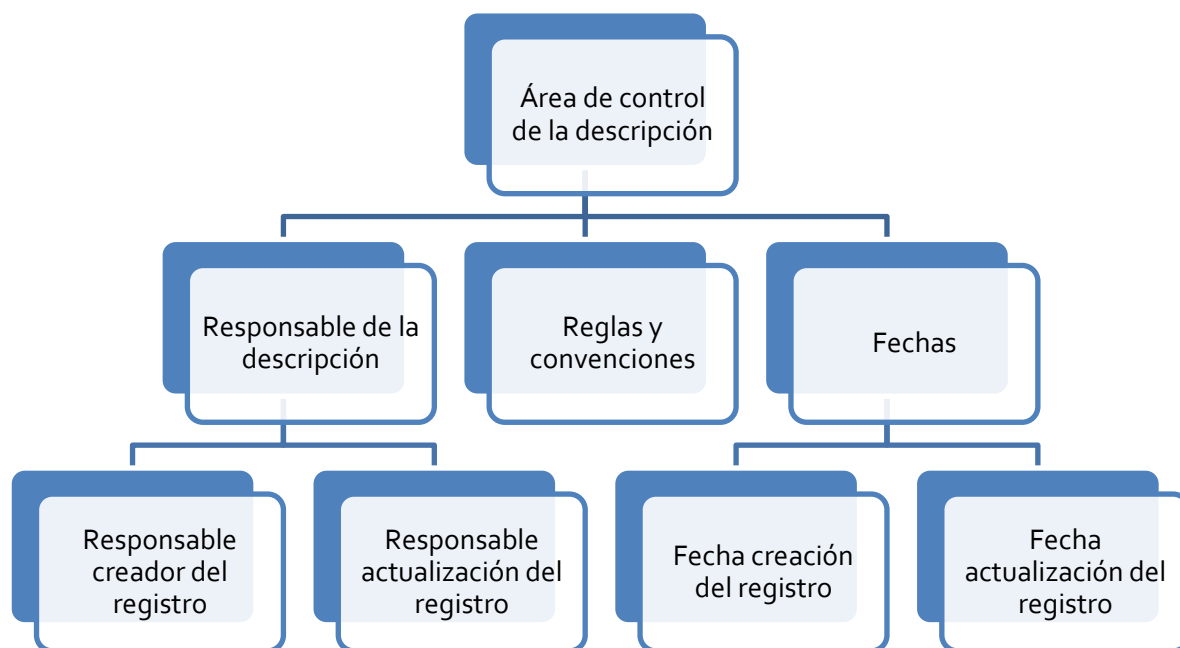 Área de control
de la descripción
Responsable de la
descripción
Reglas y
convenciones
Fechas
Responsable
creador del
registro
Responsable
actualización del
registro
Fecha creación
del registro
Fecha
actualización del
registro